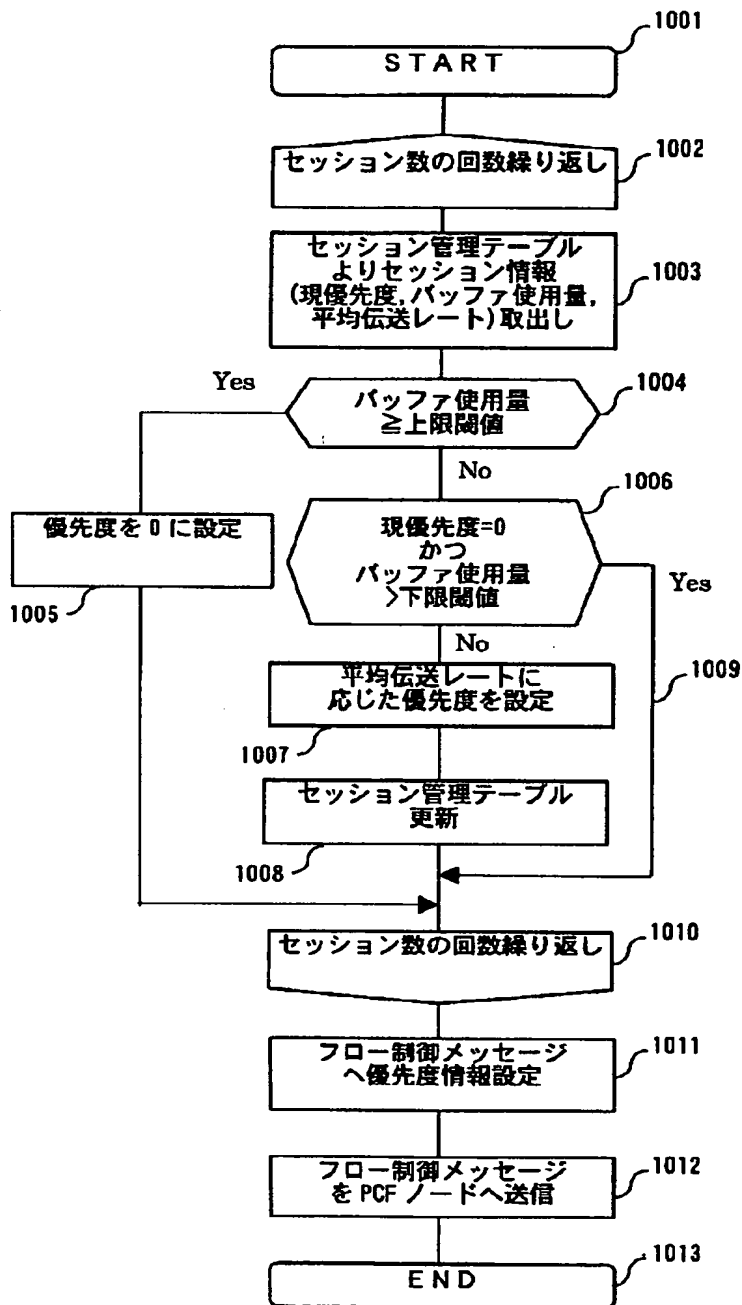 1001
START
セッション数の回数繰り返し
1002
セッション管理テーブル
よりセッション情報
(現優先度,バッファ使用量,
平均伝送レート)取出し
1003
Yes
バッファ使用量
≧上限閾値
1004
No
優先度を0に設定
1005
現優先度=0
かつ
バッファ使用量
>下限閾値
1006
Yes
No
1009
平均伝送レートに
応じた優先度を設定
1007
セッション管理テーブル
更新
1008
セッション数の回数繰り返し
1010
フロー制御メッセージ
へ優先度情報設定
1011
フロー制御メッセージ
をPCFノードへ送信
1012
END
1013